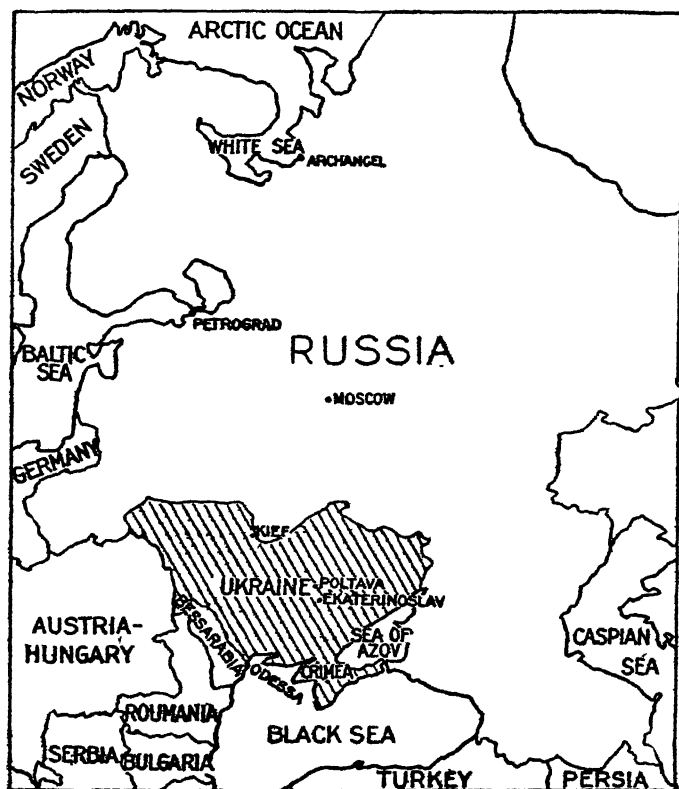 ARCTIC OCEAN
NORWAY
SWEDEN
WHITE SEA
ARCHANGEL
PETROGRAD
RUSSIA
BALTIC
SEA
MOSCOW
GERMANY
KIEF
UKRAINE
POLTAVA
EKATERINOSLAV
BESSARABIA
AUSTRIA-
HUNGARY
SEA OF
AZOV
CASPIAN
SEA
ODESSA
CRIMEA
ROUMANIA
BLACK SEA
SERBIA
BULGARIA
TURKEY
PERSIA